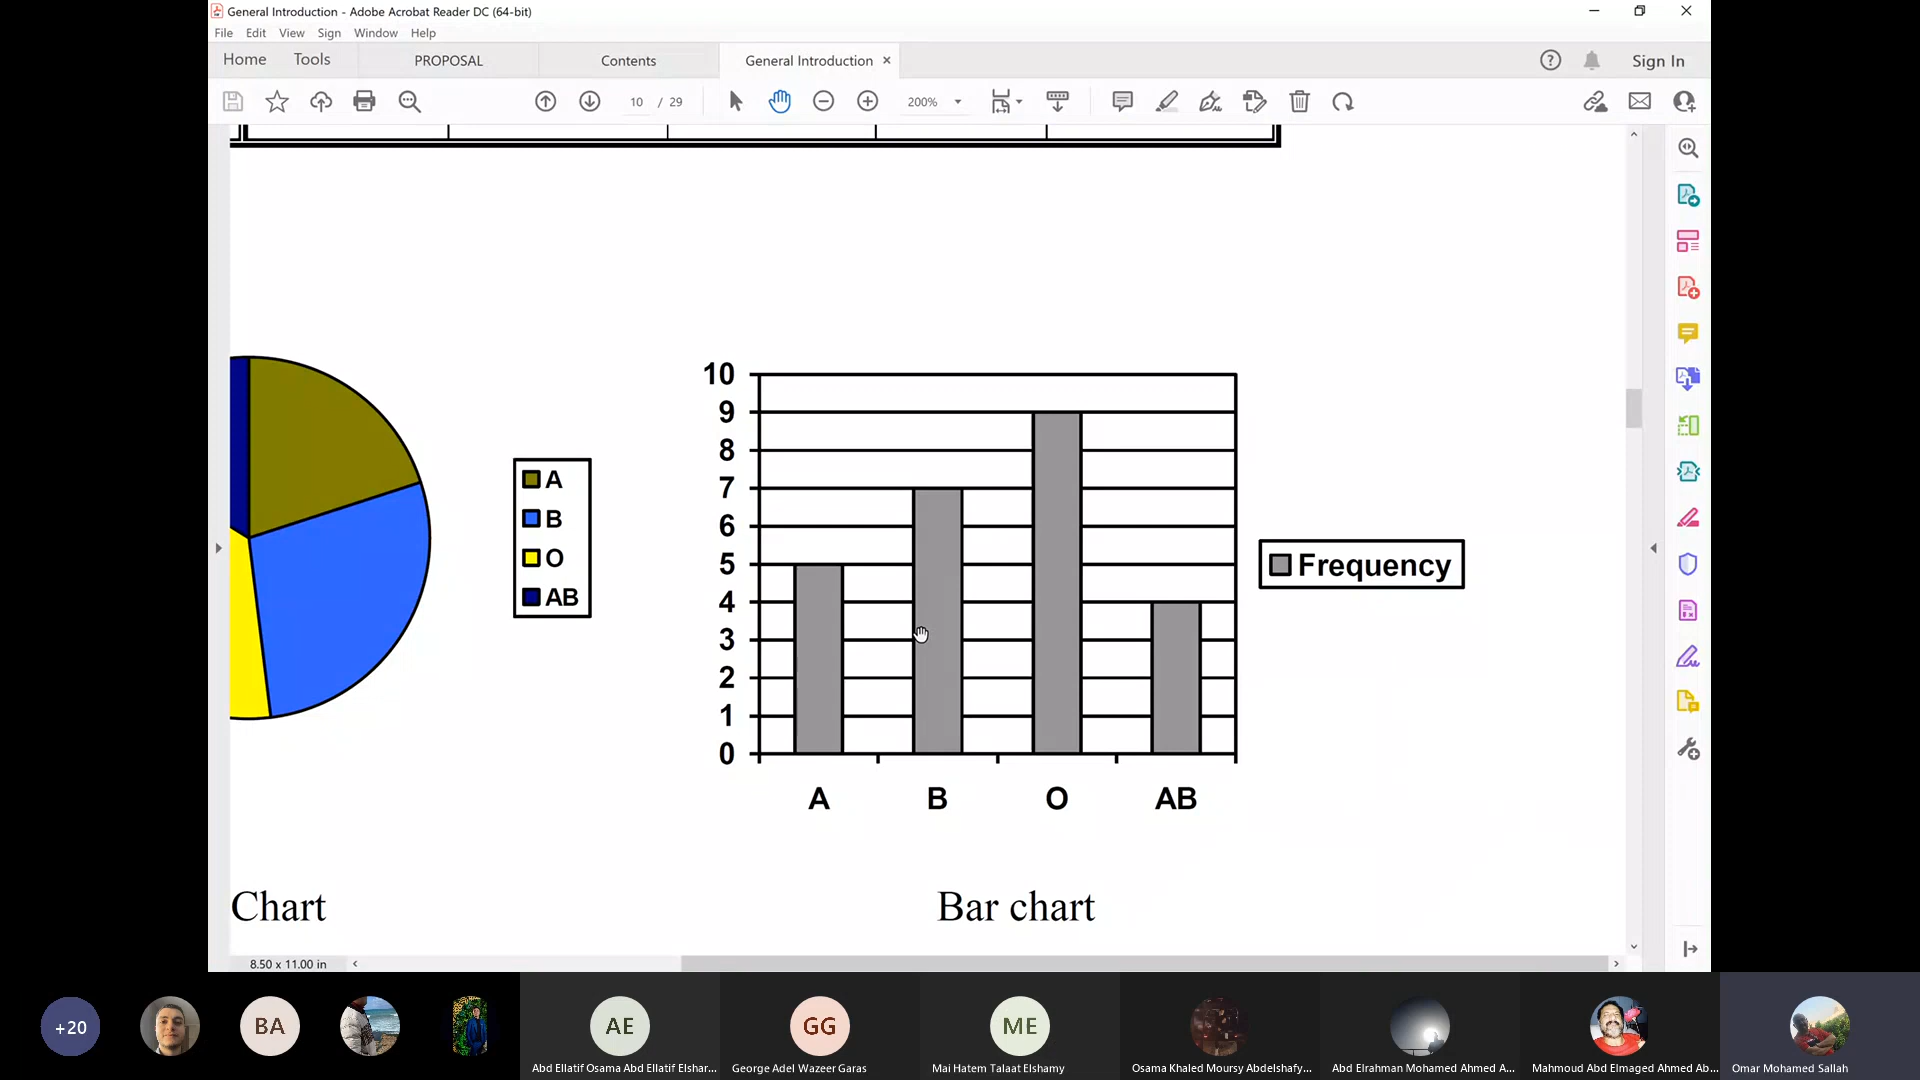 General Introduction - Adobe Acrobat Reader DC (64-bit)
File Edit View Sign Window Help
Home Tools PROPOSAL Contents General Introduction × Sign In
10 / 29 200%
A
B
O
AB
10
9
8
7
6
5
4
3
2
1
0
A B O AB
Frequency
Chart Bar chart
8.50 x 11.00 in
+20 BA AE GG ME
Abd Ellatif Osama Abd Ellatif Elshar... George Adel Wazeer Garas Mai Hatem Talaat Elshamy Osama Khaled Moursy Abdelshafy... Abd Elrahman Mohamed Ahmed A... Mahmoud Abd Elmaged Ahmed Ab... Omar Mohamed Sallah